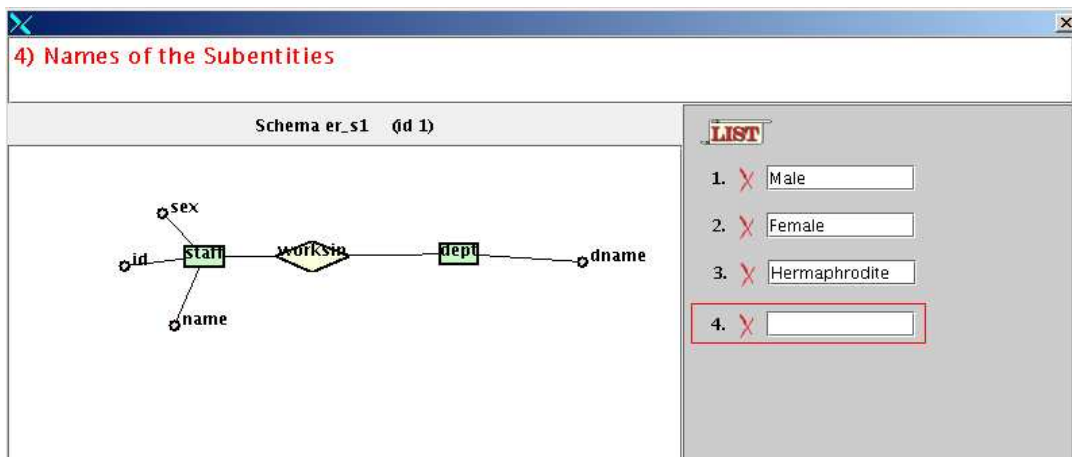 4) Names of the Subentities
Schema er_s1 (id 1)
LIST
1. Male
2. Female
3. Hermaphrodite
4.
sex
id
staff
worksin
dept
dname
name